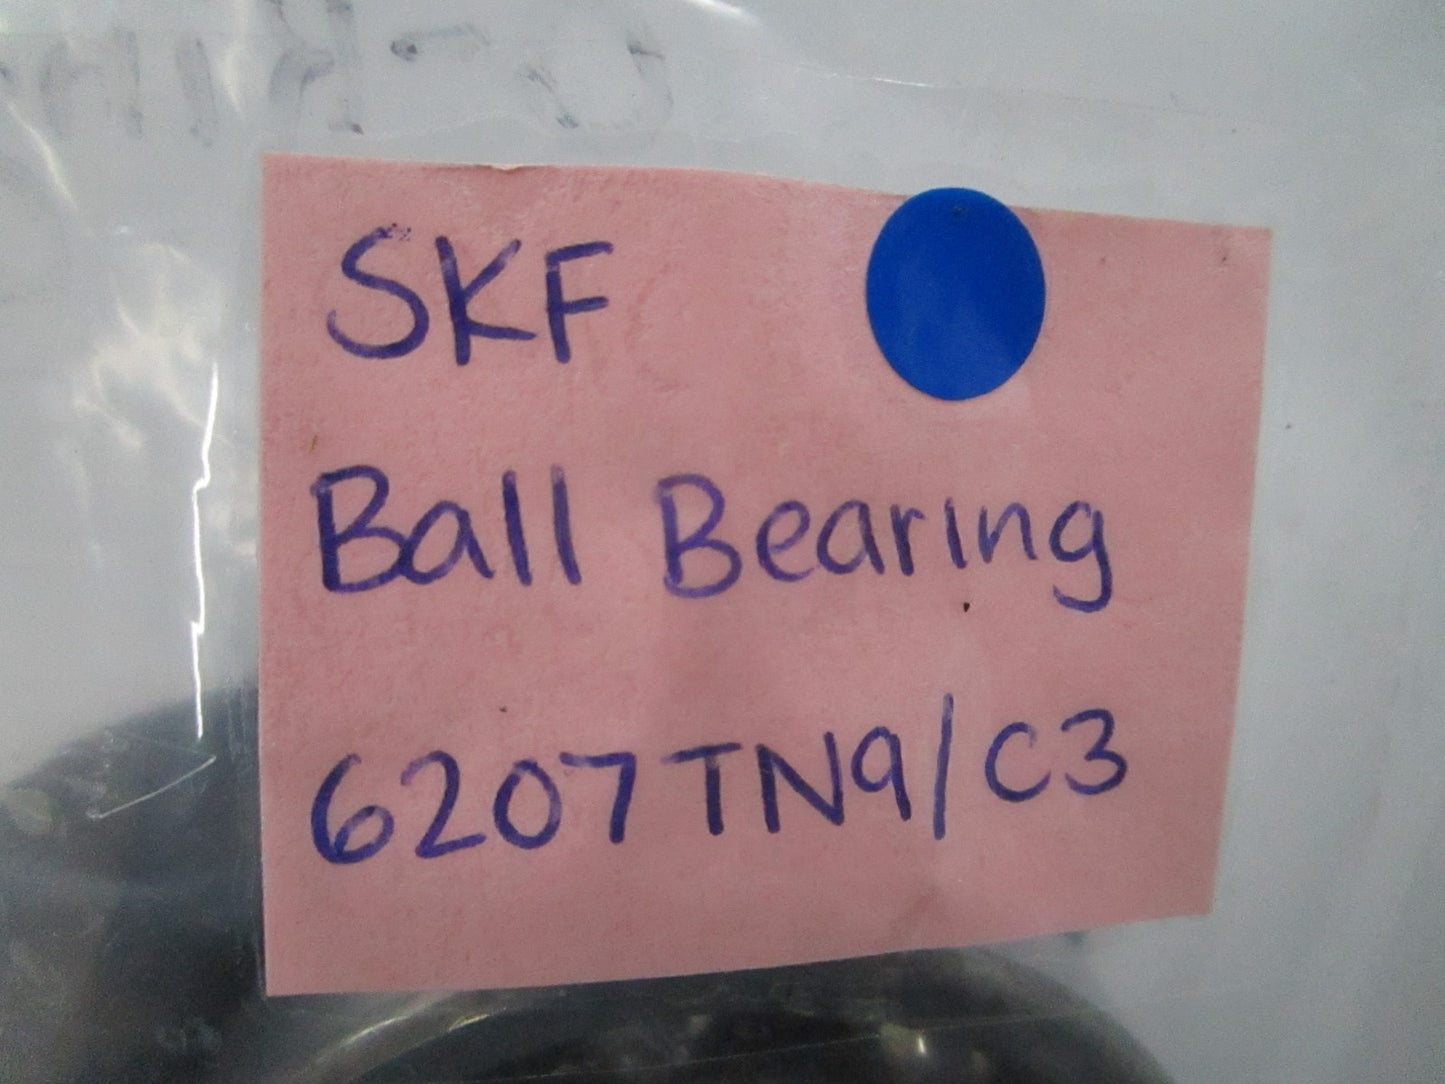 SKF
Ball Bearing
6207TN9/C3